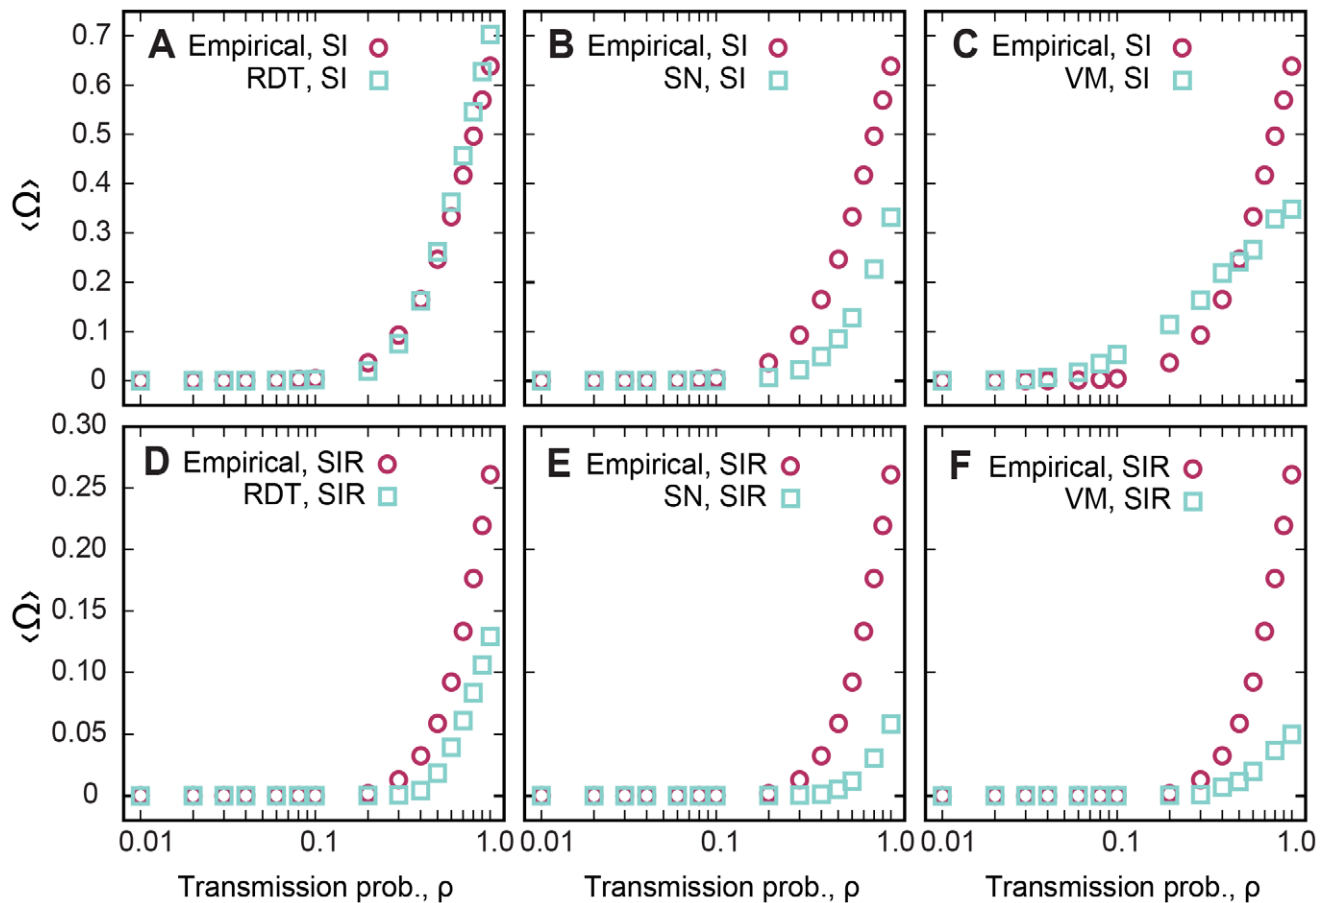 A Empirical, SI
RDT, SI
B Empirical, SI
SN, SI
C Empirical, SI
VM, SI
0.7
0.6
0.5
0.4
0.3
0.2
0.1
0
⟨Ω⟩
D Empirical, SIR
RDT, SIR
E Empirical, SIR
SN, SIR
F Empirical, SIR
VM, SIR
0.30
0.25
0.20
0.15
0.10
0.05
0
⟨Ω⟩
0.01 0.1 1.0
0.01 0.1 1.0
0.01 0.1 1.0
Transmission prob., ρ
Transmission prob., ρ
Transmission prob., ρ